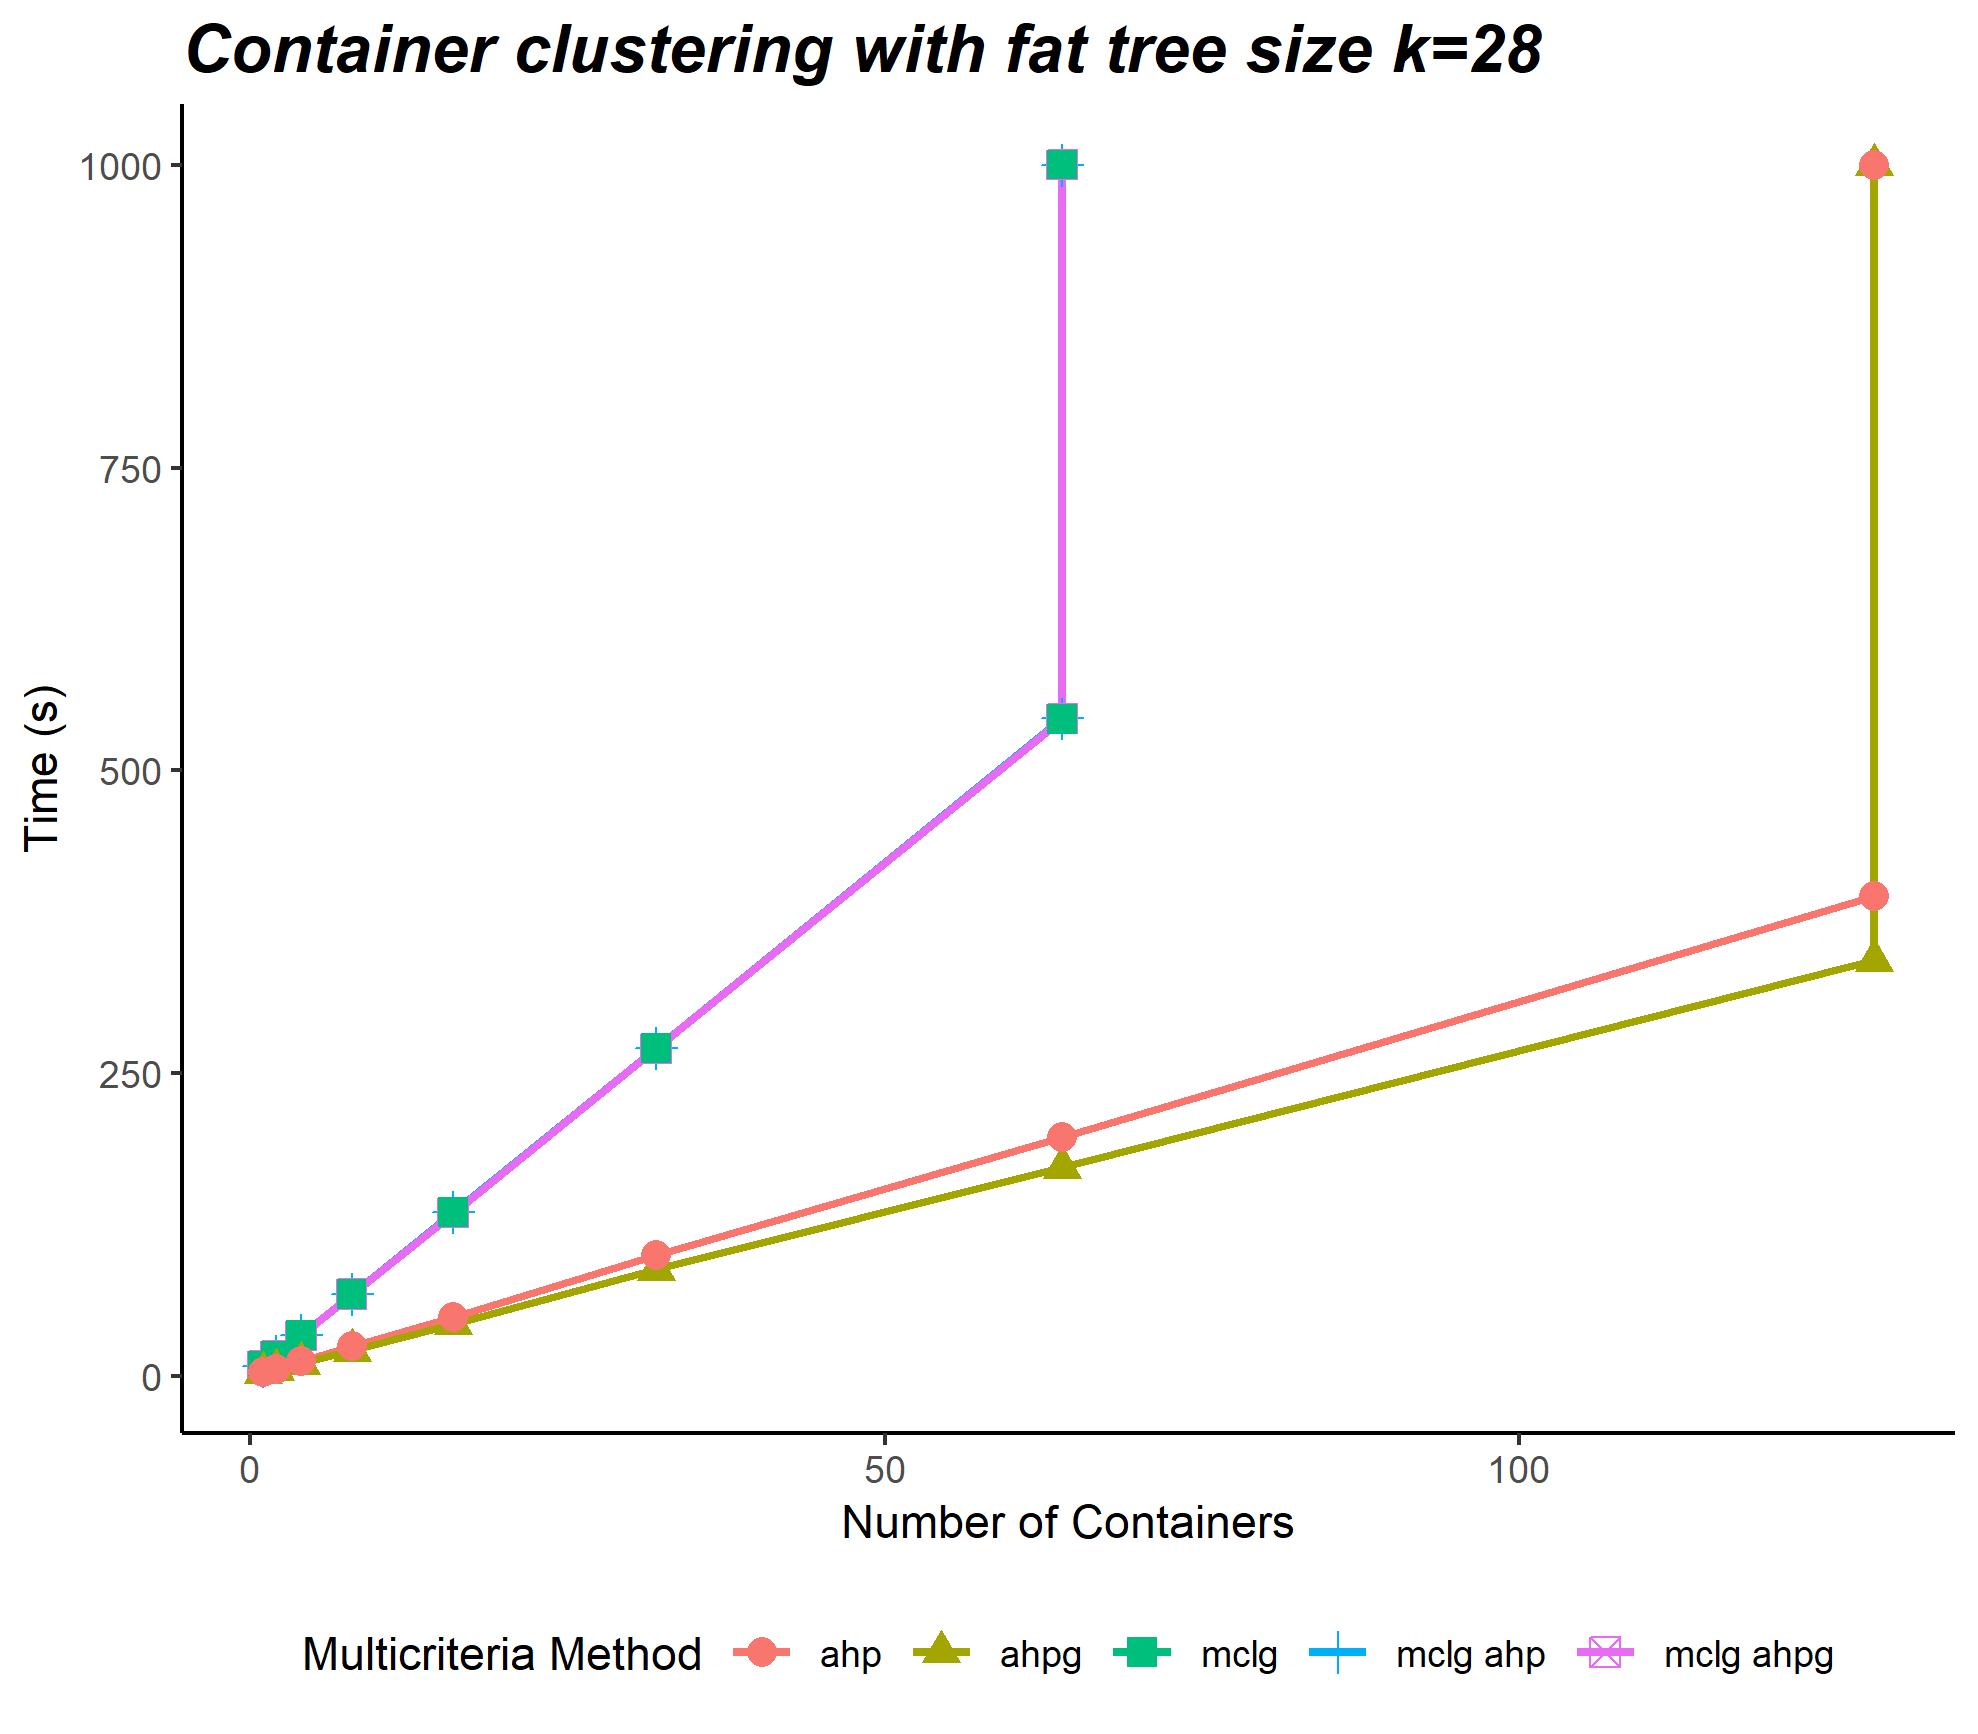 Container clustering with fat tree size k=28
1000
750
500
250
0
Time (s)
0 50 100
Number of Containers
Multicriteria Method ahp ahpg mclg mclg ahp mclg ahpg